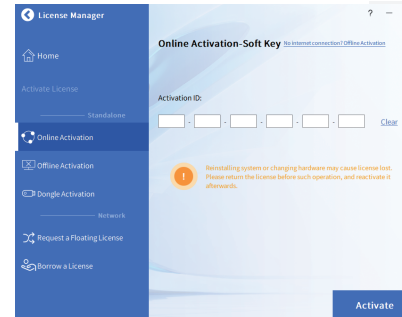 License Manager
? —
Home
Online Activation-Soft Key No internet connection? Offline Activation
Activate License
Activation ID:
Standalone
- - - - - Clear
Online Activation
Offline Activation
! Reinstalling system or changing hardware may cause license lost.
Please return the license before such operation, and reactivate it
afterwards.
Dongle Activation
Network
Request a Floating License
Borrow a License
Activate